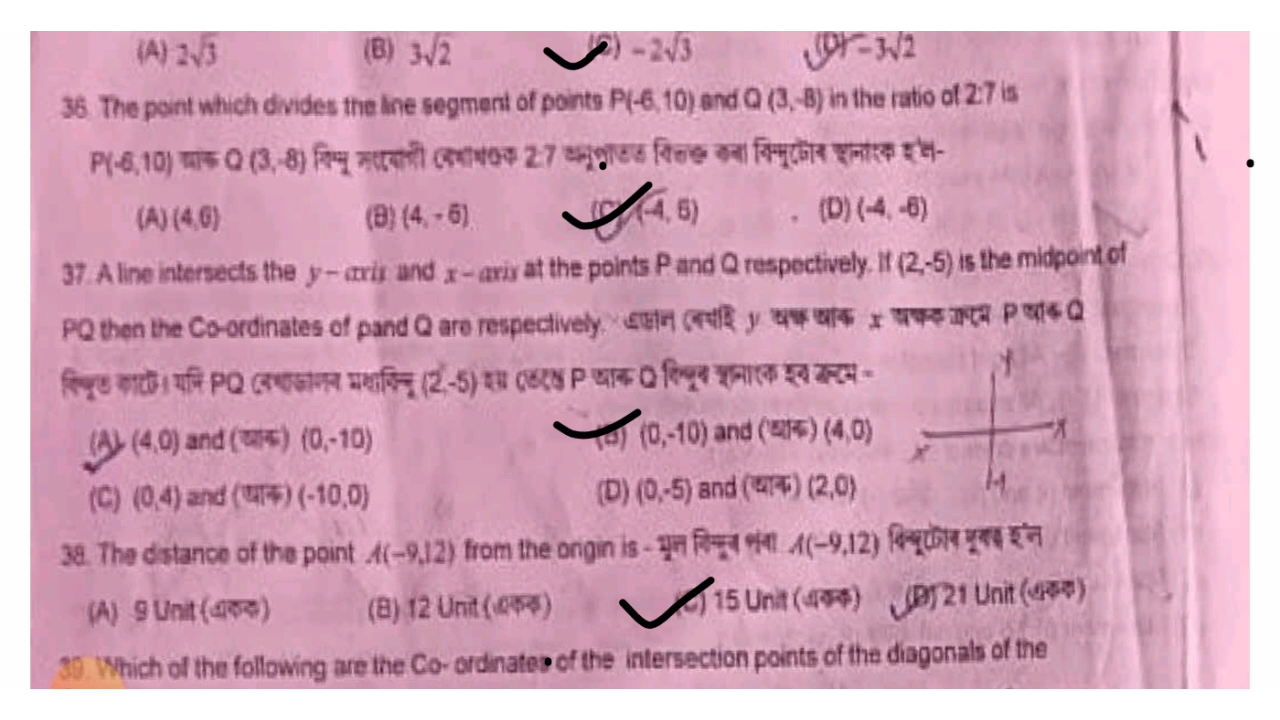 (A) 2√3 (B) 3√2 (C) −2√3 (D) −3√2
36. The point which divides the line segment of points P(-6, 10) and Q (3,-8) in the ratio of 2:7 is
P(-6,10) আৰু Q (3,-8) বিন্দু সংযোগী ৰেখাখণ্ডক 2:7 অনুপাতত বিভক্ত কৰা বিন্দুটোৰ স্থানাংক হ'ল-
(A) (4,6) (B) (4, - 6) (C) (-4, 6) (D) (-4, -6)
37. A line intersects the y − axis and x − axis at the points P and Q respectively. If (2,-5) is the midpoint of
PQ then the Co-ordinates of pand Q are respectively. এডাল ৰেখাই y অক্ষ আৰু x অক্ষক ক্ৰমে P আৰু Q
বিন্দুত কাটে। যদি PQ ৰেখাডালৰ মধ্যবিন্দু (2,-5) হয় তেন্তে P আৰু Q বিন্দুৰ স্থানাংক হব ক্ৰমে -
(A) (4,0) and (আৰু) (0,-10) (B) (0,-10) and (আৰু) (4,0)
(C) (0,4) and (আৰু) (-10,0) (D) (0,-5) and (আৰু) (2,0)
38. The distance of the point A(−9,12) from the origin is - মূল বিন্দুৰ পৰা A(−9,12) বিন্দুটোৰ দূৰত্ব হ'ল
(A) 9 Unit (একক) (B) 12 Unit (একক) (C) 15 Unit (একক) (D) 21 Unit (একক)
39. Which of the following are the Co- ordinates of the intersection points of the diagonals of the